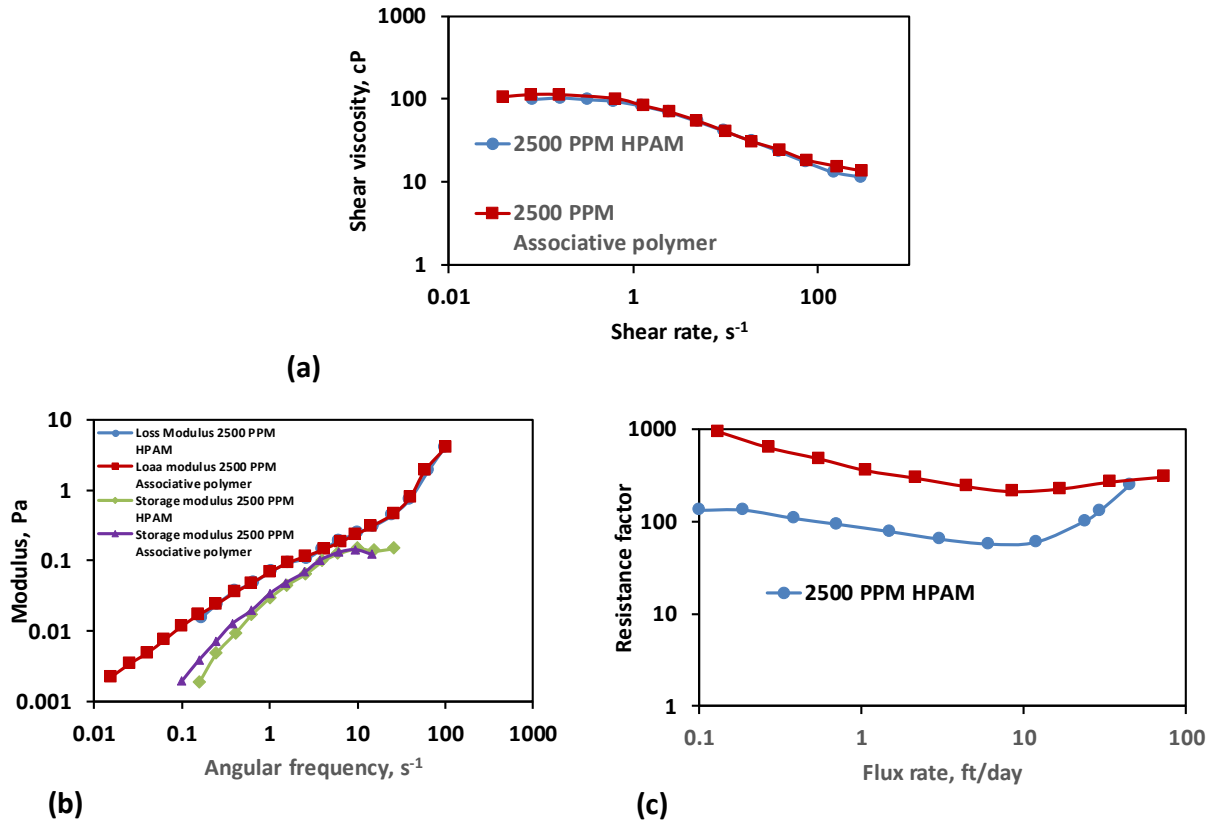 1000
100
10
1
0.01
1
100
Shear viscosity, cP
Shear rate, s-1
2500 PPM HPAM
2500 PPM
Associative polymer
(a)
10
1
0.1
0.01
0.001
0.01
0.1
1
10
100
1000
Modulus, Pa
Angular frequency, s-1
Loss Modulus 2500 PPM
HPAM
Loaa modulus 2500 PPM
Associative polymer
Storage modulus 2500 PPM
HPAM
Storage modulus 2500 PPM
Associative polymer
(b)
1000
100
10
1
0.1
1
10
100
Resistance factor
Flux rate, ft/day
2500 PPM HPAM
(c)